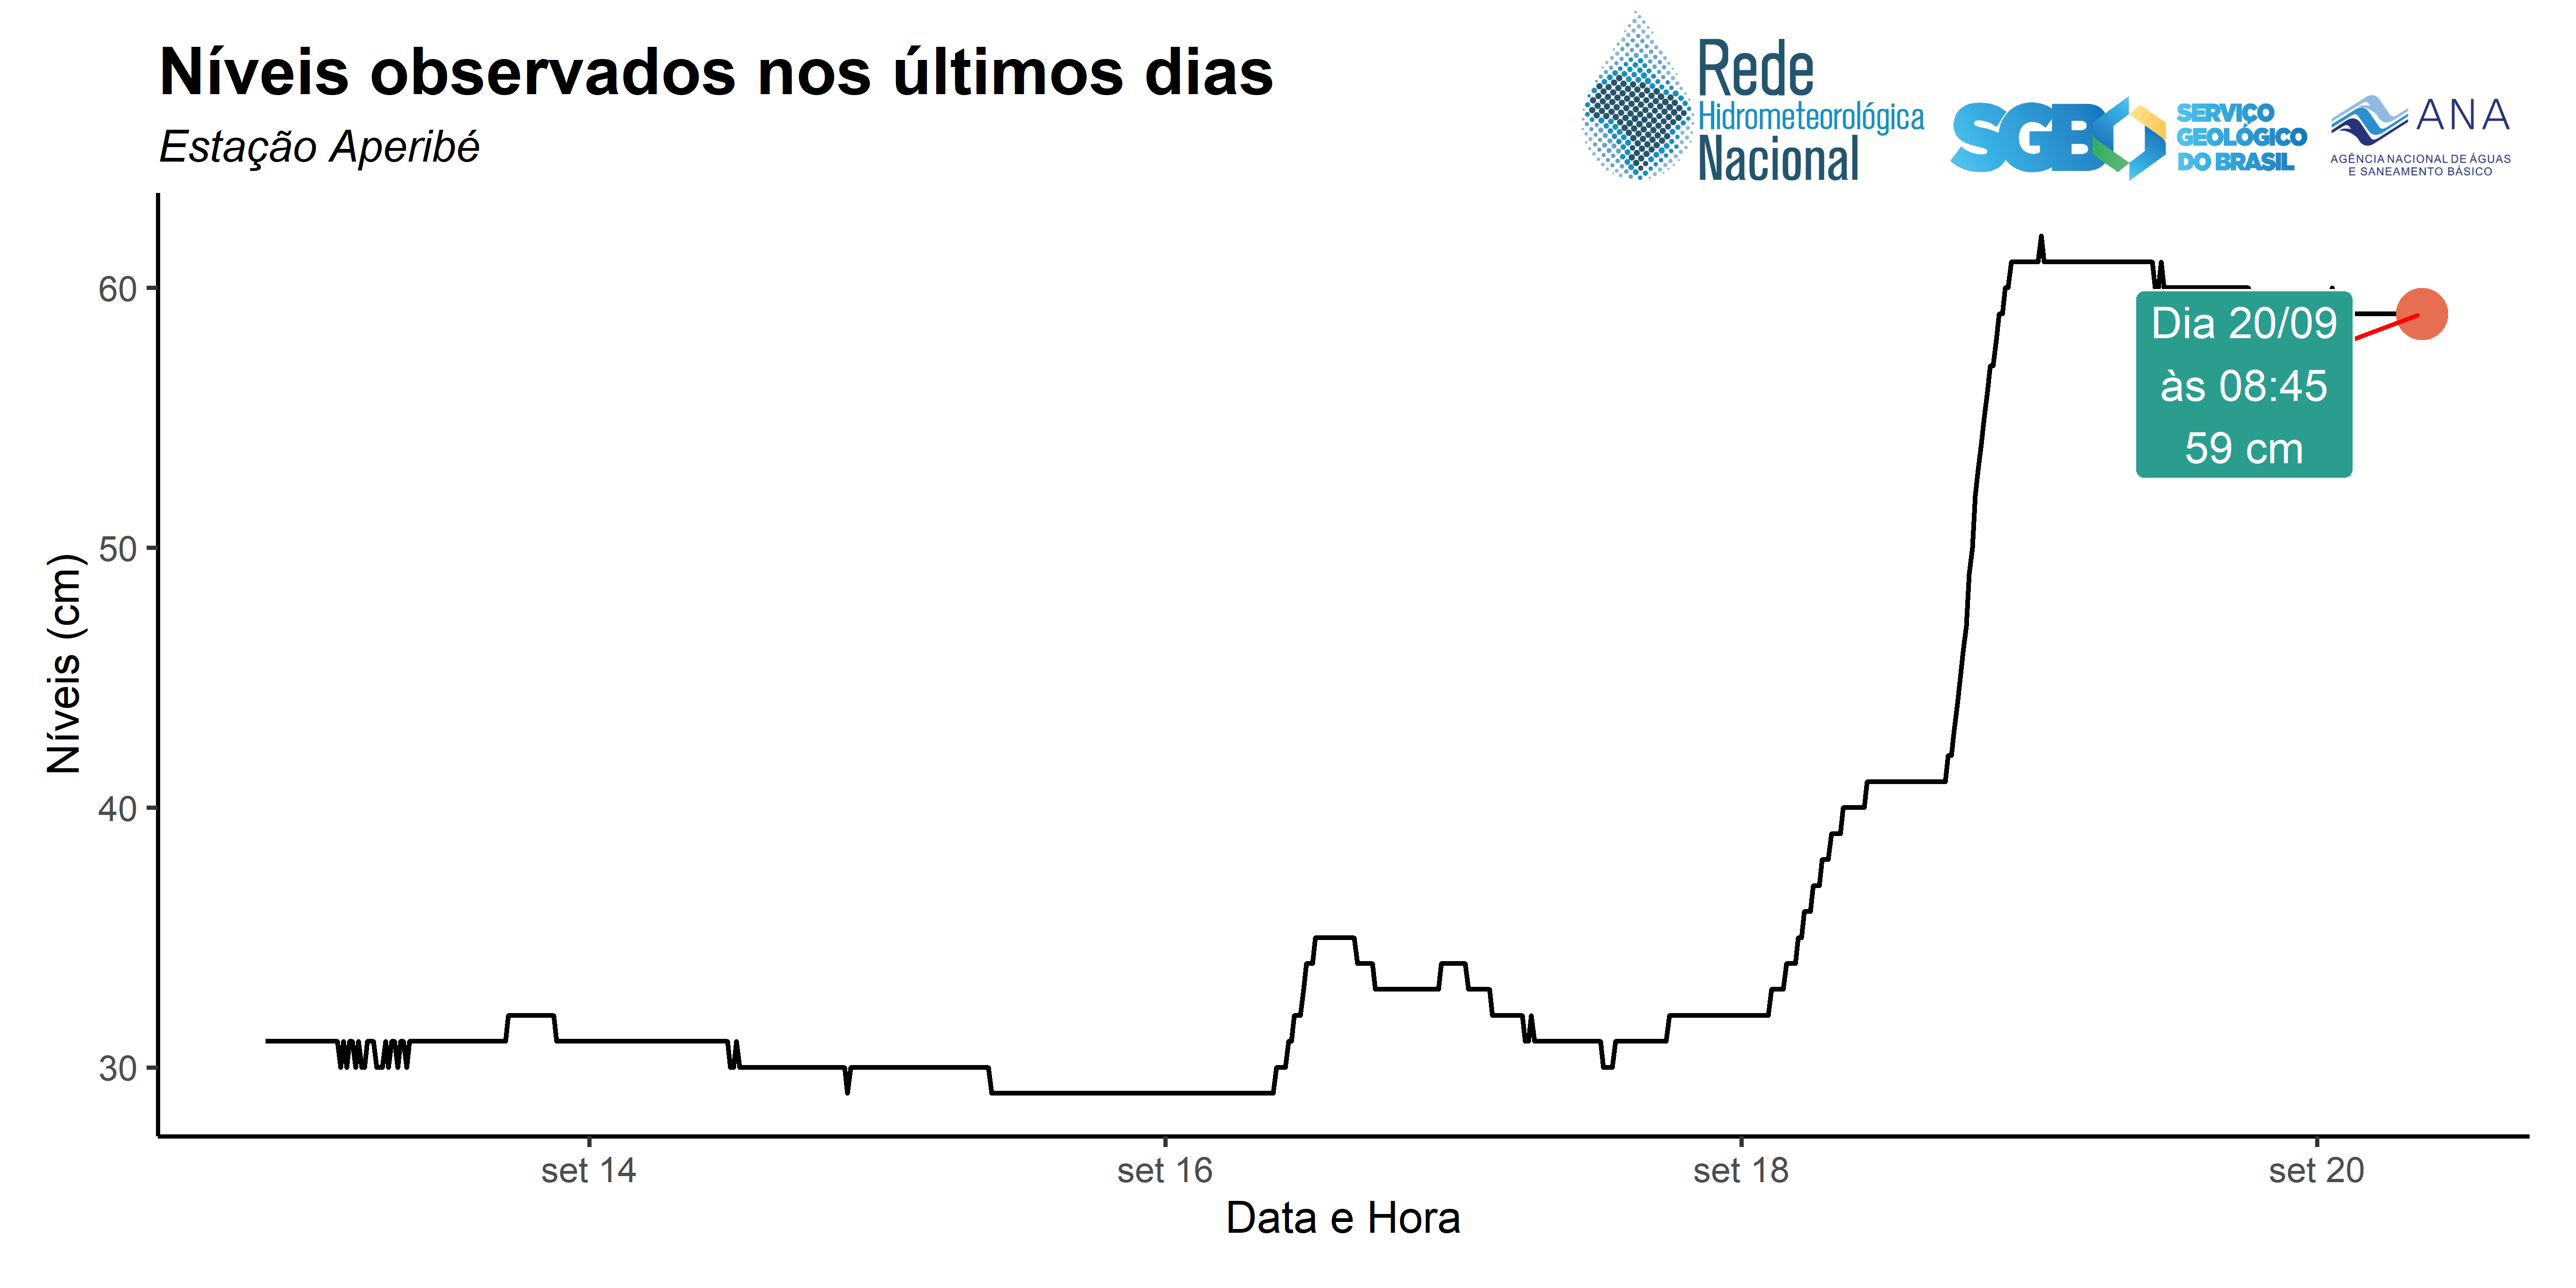 Níveis observados nos últimos dias
Estação Aperibé
Rede
Hidrometeorológica
Nacional
SGB
SERVIÇO
GEOLÓGICO
DO BRASIL
ANA
AGÊNCIA NACIONAL DE ÁGUAS
E SANEAMENTO BÁSICO
60
50
40
30
Níveis (cm)
Dia 20/09
às 08:45
59 cm
set 14
set 16
set 18
set 20
Data e Hora